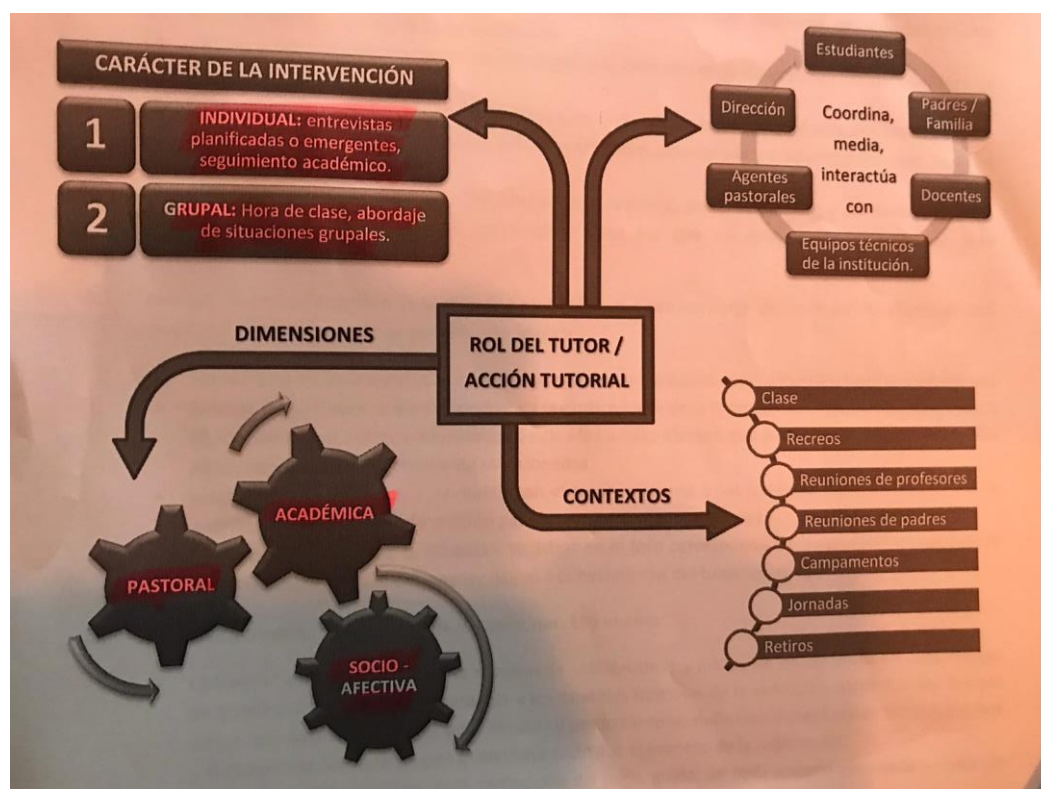 CARÁCTER DE LA INTERVENCIÓN
1
INDIVIDUAL: entrevistas
planificadas o emergentes,
seguimiento académico.
2
GRUPAL: Hora de clase, abordaje
de situaciones grupales.
Estudiantes
Dirección
Padres /
Familia
Coordina,
media,
interactúa
con
Agentes
pastorales
Docentes
Equipos técnicos
de la institución.
DIMENSIONES
ROL DEL TUTOR /
ACCIÓN TUTORIAL
CONTEXTOS
ACADÉMICA
PASTORAL
SOCIO -
AFECTIVA
Clase
Recreos
Reuniones de profesores
Reuniones de padres
Campamentos
Jornadas
Retiros